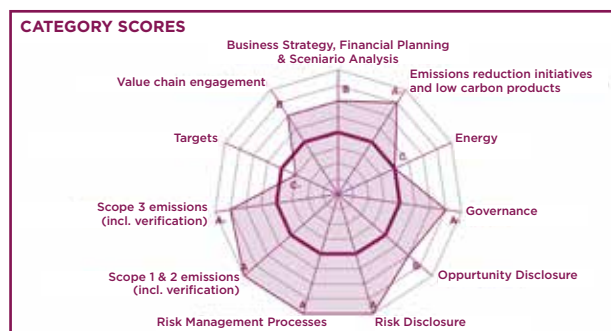 CATEGORY SCORES
Business Strategy, Financial Planning
& Sceniario Analysis
Value chain engagement
Emissions reduction initiatives
and low carbon products
B
A
B
Targets
Energy
C
C-
Scope 3 emissions
(incl. verification)
A-
A-
Governance
Oppurtunity Disclosure
Scope 1 & 2 emissions
(incl. verification)
A
A
Risk Management Processes
Risk Disclosure